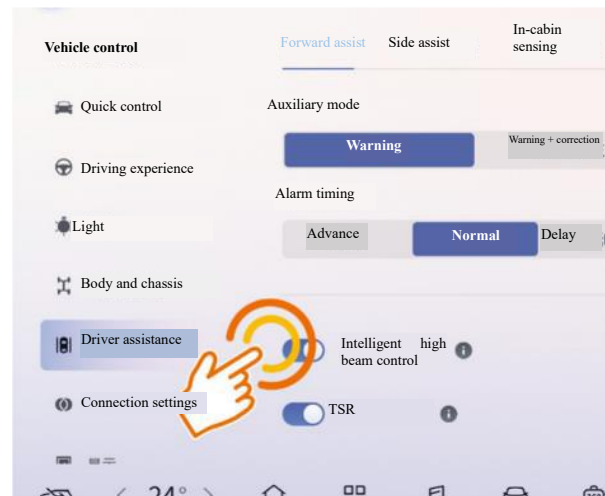 Vehicle control
Forward assist
Side assist
In-cabin
sensing
Quick control
Driving experience
Light
Body and chassis
Driver assistance
Connection settings
Auxiliary mode
Warning
Warning + correction
Alarm timing
Advance
Normal
Delay
Intelligent high
beam control
TSR
24°